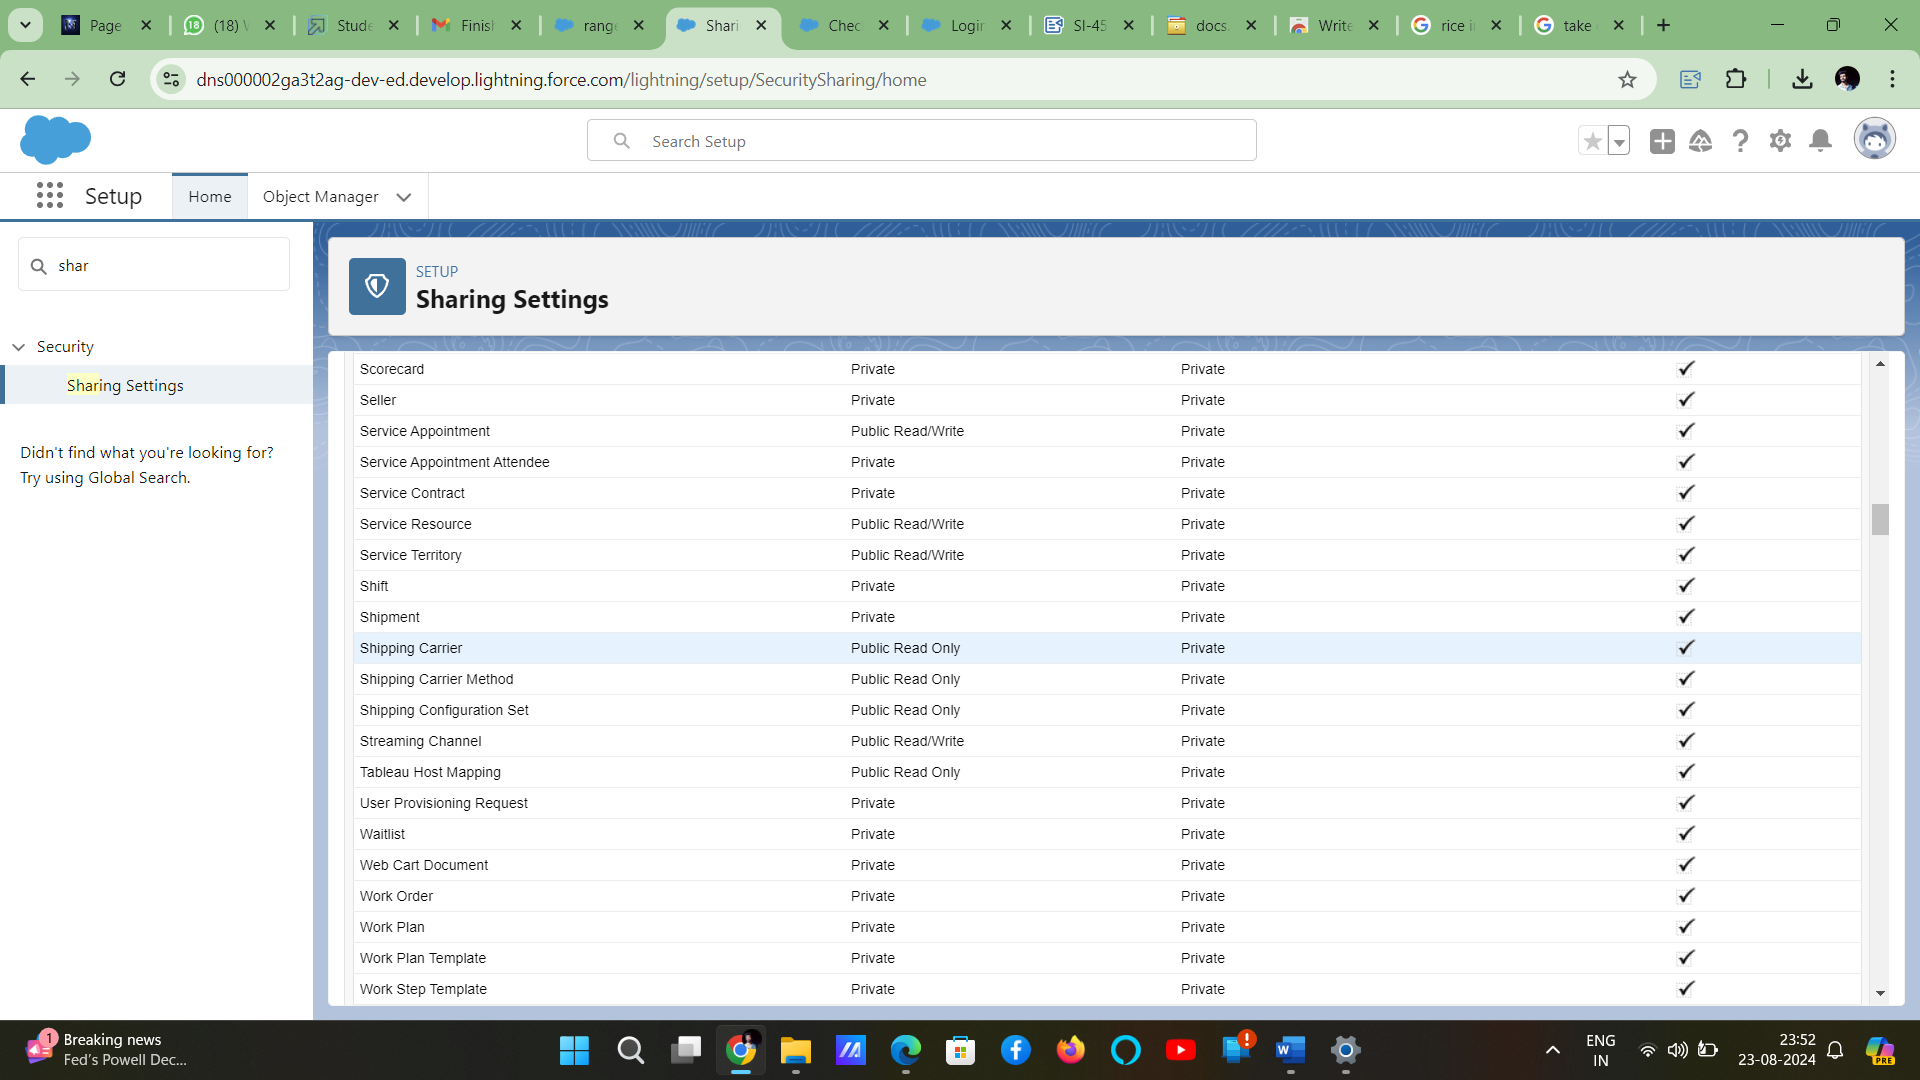 Page
(18) W
Stude
Finish
range
Shari
Chec
Login
SI-45
docs.
Write
rice i
take
dns000002ga3t2ag-dev-ed.develop.lightning.force.com/lightning/setup/SecuritySharing/home
Search Setup
Setup
Home
Object Manager
shar
Security
Sharing Settings
Didn't find what you're looking for?
Try using Global Search.
SETUP
Sharing Settings
Scorecard Private Private
Seller Private Private
Service Appointment Public Read/Write Private
Service Appointment Attendee Private Private
Service Contract Private Private
Service Resource Public Read/Write Private
Service Territory Public Read/Write Private
Shift Private Private
Shipment Private Private
Shipping Carrier Public Read Only Private
Shipping Carrier Method Public Read Only Private
Shipping Configuration Set Public Read Only Private
Streaming Channel Public Read/Write Private
Tableau Host Mapping Public Read Only Private
User Provisioning Request Private Private
Waitlist Private Private
Web Cart Document Private Private
Work Order Private Private
Work Plan Private Private
Work Plan Template Private Private
Work Step Template Private Private
1
Breaking news
Fed's Powell Dec...
ENG
IN
23:52
23-08-2024
PRE